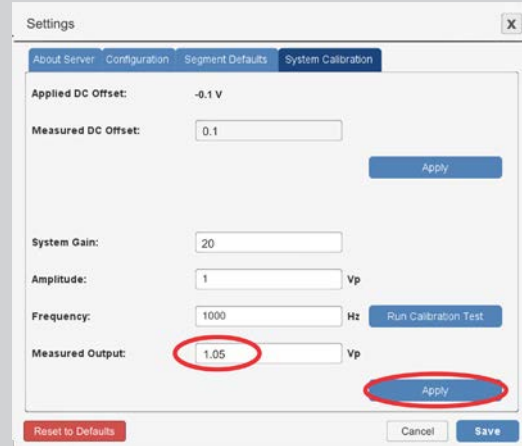 Settings X
About Server Configuration Segment Defaults System Calibration
Applied DC Offset: -0.1 V
Measured DC Offset: 0.1
Apply
System Gain: 20
Amplitude: 1 Vp
Frequency: 1000 Hz Run Calibration Test
Measured Output: 1.05 Vp
Apply
Reset to Defaults Cancel Save